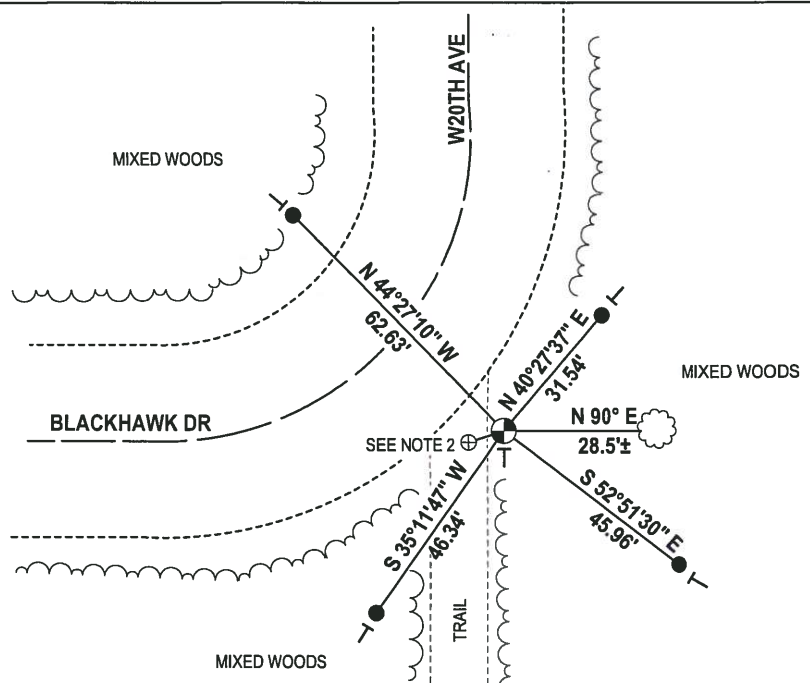 W20TH AVE
MIXED WOODS
N 44°27'10" W
62.63'
N 40°27'37" E
31.54'
MIXED WOODS
BLACKHAWK DR
N 90° E
28.5'±
SEE NOTE 2
S 35°11'47" W
46.34'
S 52°51'30" E
45.96'
TRAIL
MIXED WOODS